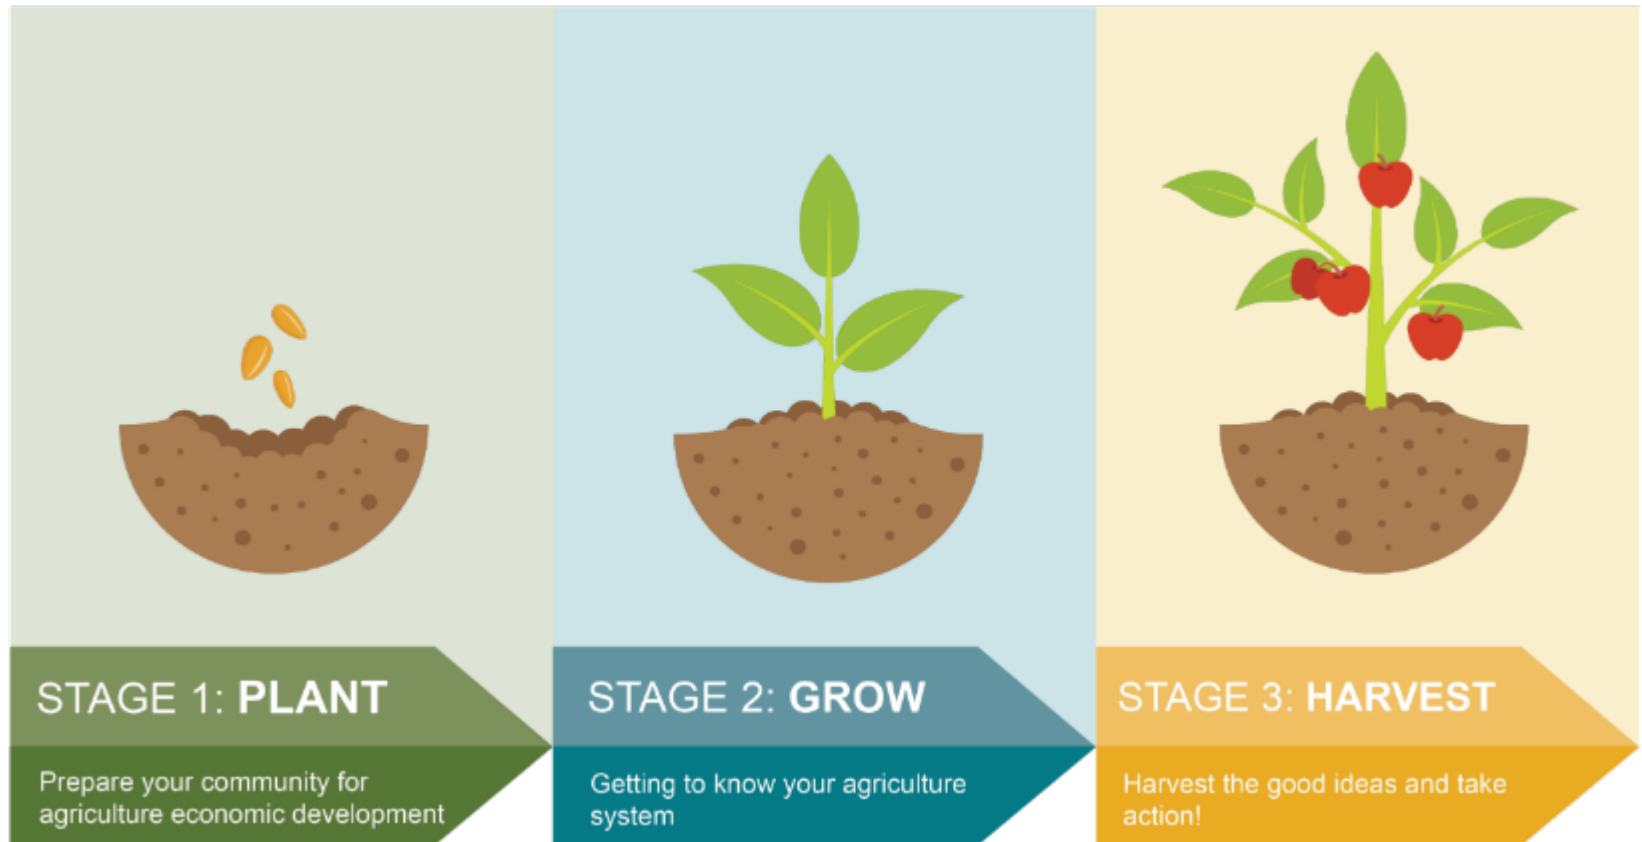 STAGE 1: PLANT
Prepare your community for
agriculture economic development
STAGE 2: GROW
Getting to know your agriculture
system
STAGE 3: HARVEST
Harvest the good ideas and take
action!